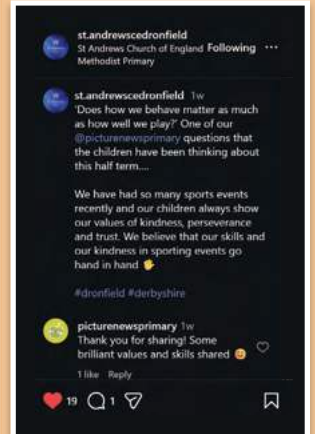 st.andrewscedronfield
St Andrews Church of England Following ···
Methodist Primary
st.andrewscedronfield 1w
'Does how we behave matter as much
as how well we play?' One of our
@picturenewsprimary questions that
the children have been thinking about
this half term....
We have had so many sports events
recently and our children always show
our values of kindness, perseverance
and trust. We believe that our skills and
our kindness in sporting events go
hand in hand 🖐️
#dronfield #derbyshire
picturenewsprimary 1w
Thank you for sharing! Some
brilliant values and skills shared 😀
1 like Reply
19 1